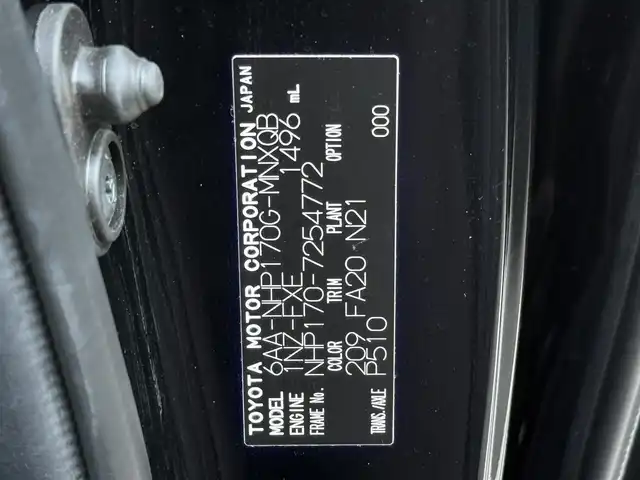 TOYOTA MOTOR CORPORATION JAPAN
MODEL 6AA-NHP170G-MNXQB
ENGINE 1NZ-FXE 1496 mL
FRAME No. NHP170-7254772
COLOR TRIM PLANT OPTION
209 FA20 N21 000
TRANS./AXLE P510